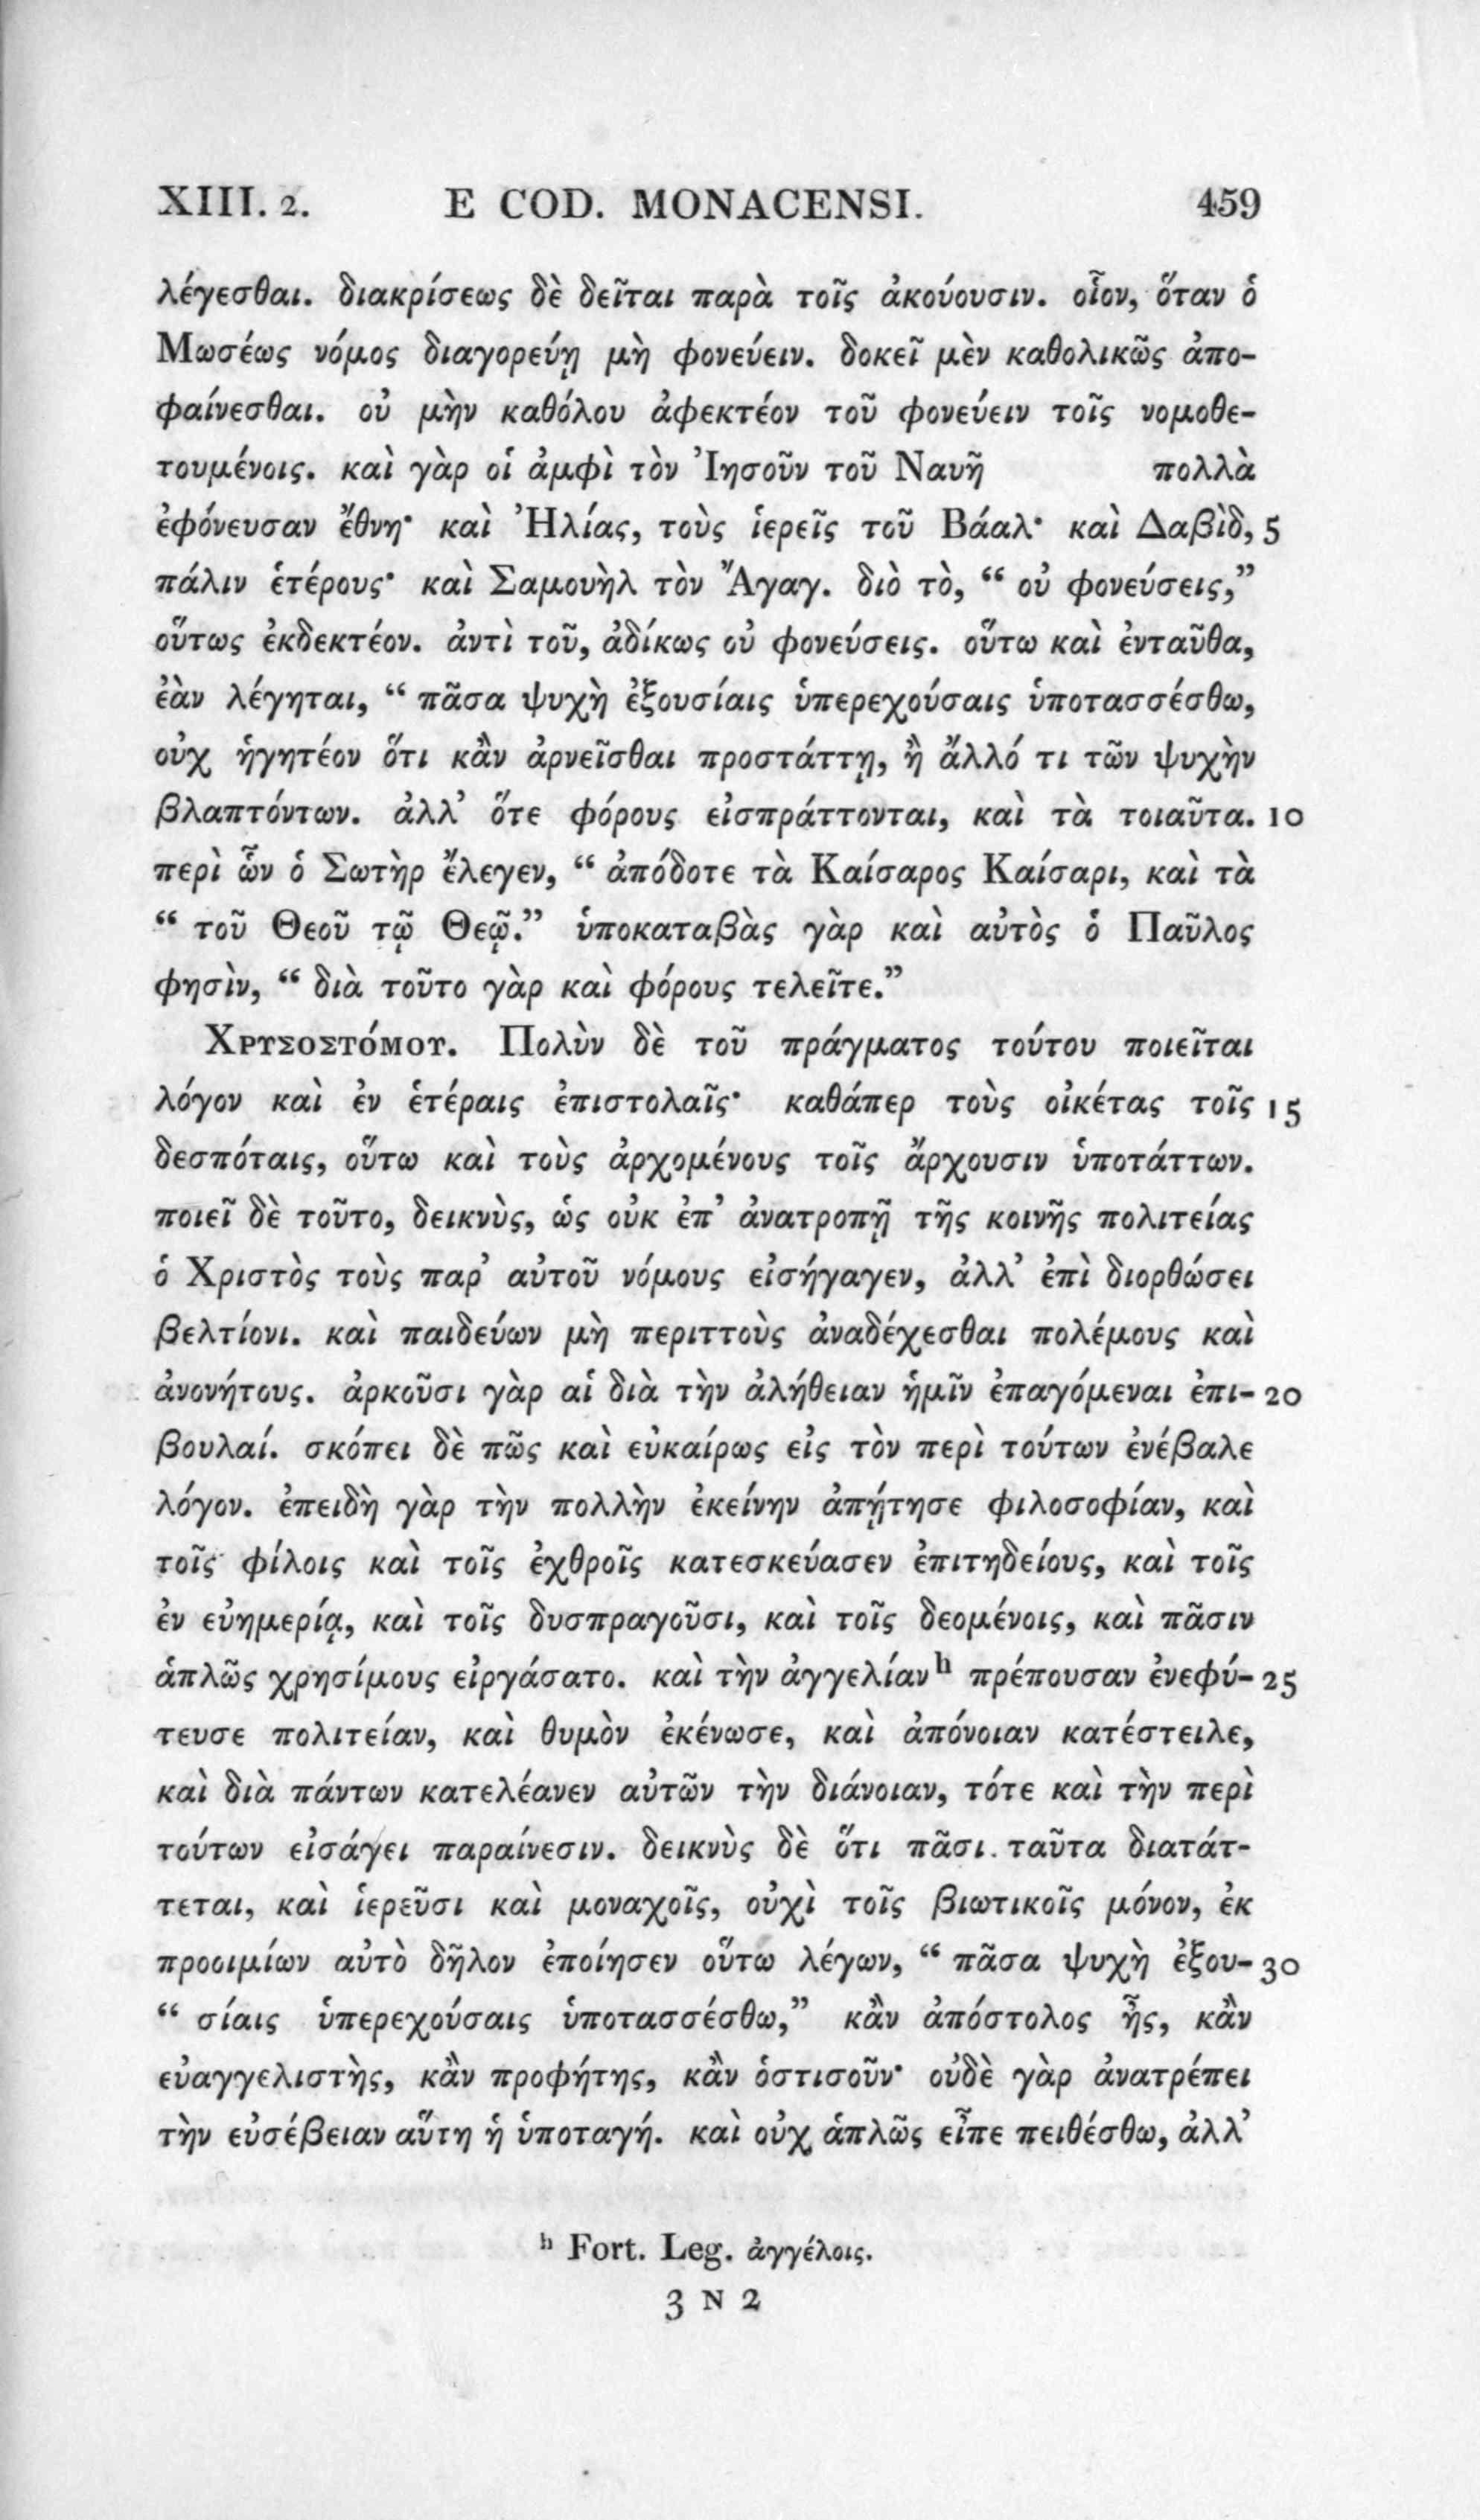 XIII. 2. E COD. MONACENSI. 459
λέγεσθαι. διακρίσεως δὲ δεῖται παρὰ τοῖς ἀκούουσιν. οἷον, ὅταν ὁ
Μωσέως νόμος διαγορεύῃ μὴ φονεύειν. δοκεῖ μὲν καθολικῶς ἀπο-
φαίνεσθαι. οὐ μὴν καθόλου ἀφεκτέον τοῦ φονεύειν τοῖς νομοθε-
τουμένοις. καὶ γὰρ οἱ ἀμφὶ τὸν Ἰησοῦν τοῦ Ναυῆ πολλὰ
ἐφόνευσαν ἔθνη· καὶ Ἠλίας, τοὺς ἱερεῖς τοῦ Βάαλ· καὶ Δαβὶδ, 5
πάλιν ἑτέρους· καὶ Σαμουὴλ τὸν Ἄγαγ. διὸ τὸ, “ οὐ φονεύσεις,”
οὕτως ἐκδεκτέον. ἀντὶ τοῦ, ἀδίκως οὐ φονεύσεις. οὕτω καὶ ἐνταῦθα,
ἐὰν λέγηται, “ πᾶσα ψυχὴ ἐξουσίαις ὑπερεχούσαις ὑποτασσέσθω,
οὐχ ἡγητέον ὅτι κἂν ἀρνεῖσθαι προστάττῃ, ἢ ἄλλό τι τῶν ψυχὴν
βλαπτόντων. ἀλλ’ ὅτε φόρους εἰσπράττονται, καὶ τὰ τοιαῦτα. 10
περὶ ὧν ὁ Σωτὴρ ἔλεγεν, “ ἀπόδοτε τὰ Καίσαρος Καίσαρι, καὶ τὰ
“ τοῦ Θεοῦ τῷ Θεῷ.” ὑποκαταβὰς γὰρ καὶ αὐτὸς ὁ Παῦλος
φησὶν, “ διὰ τοῦτο γὰρ καὶ φόρους τελεῖτε.”
Χρυσοστόμου. Πολὺν δὲ τοῦ πράγματος τούτου ποιεῖται
λόγον καὶ ἐν ἑτέραις ἐπιστολαῖς· καθάπερ τοὺς οἰκέτας τοῖς 15
δεσπόταις, οὕτω καὶ τοὺς ἀρχομένους τοῖς ἄρχουσιν ὑποτάττων.
ποιεῖ δὲ τοῦτο, δεικνὺς, ὡς οὐκ ἐπ’ ἀνατροπῇ τῆς κοινῆς πολιτείας
ὁ Χριστὸς τοὺς παρ’ αὐτοῦ νόμους εἰσήγαγεν, ἀλλ’ ἐπὶ διορθώσει
βελτίονι. καὶ παιδεύων μὴ περιττοὺς ἀναδέχεσθαι πολέμους καὶ
ἀνονήτους. ἀρκοῦσι γὰρ αἱ διὰ τὴν ἀλήθειαν ἡμῖν ἐπαγόμεναι ἐπι- 20
βουλαί. σκόπει δὲ πῶς καὶ εὐκαίρως εἰς τὸν περὶ τούτων ἐνέβαλε
λόγον. ἐπειδὴ γὰρ τὴν πολλὴν ἐκείνην ἀπῄτησε φιλοσοφίαν, καὶ
τοῖς φίλοις καὶ τοῖς ἐχθροῖς κατεσκεύασεν ἐπιτηδείους, καὶ τοῖς
ἐν εὐημερίᾳ, καὶ τοῖς δυσπραγοῦσι, καὶ τοῖς δεομένοις, καὶ πᾶσιν
ἁπλῶς χρησίμους εἰργάσατο. καὶ τὴν ἀγγελίαν h πρέπουσαν ἐνεφύ- 25
τευσε πολιτείαν, καὶ θυμὸν ἐκένωσε, καὶ ἀπόνοιαν κατέστειλε,
καὶ διὰ πάντων κατελέανεν αὐτῶν τὴν διάνοιαν, τότε καὶ τὴν περὶ
τούτων εἰσάγει παραίνεσιν. δεικνὺς δὲ ὅτι πᾶσι ταῦτα διατάτ-
τεται, καὶ ἱερεῦσι καὶ μοναχοῖς, οὐχὶ τοῖς βιωτικοῖς μόνον, ἐκ
προοιμίων αὐτὸ δῆλον ἐποίησεν οὕτω λέγων, “ πᾶσα ψυχὴ ἐξου- 30
“ σίαις ὑπερεχούσαις ὑποτασσέσθω,” κἂν ἀπόστολος ᾖς, κἂν
εὐαγγελιστὴς, κἂν προφήτης, κἂν ὁστισοῦν· οὐδὲ γὰρ ἀνατρέπει
τὴν εὐσέβειαν αὕτη ἡ ὑποταγή. καὶ οὐχ ἁπλῶς εἶπε πειθέσθω, ἀλλ’
h Fort. Leg. ἀγγέλοις.
3 N 2